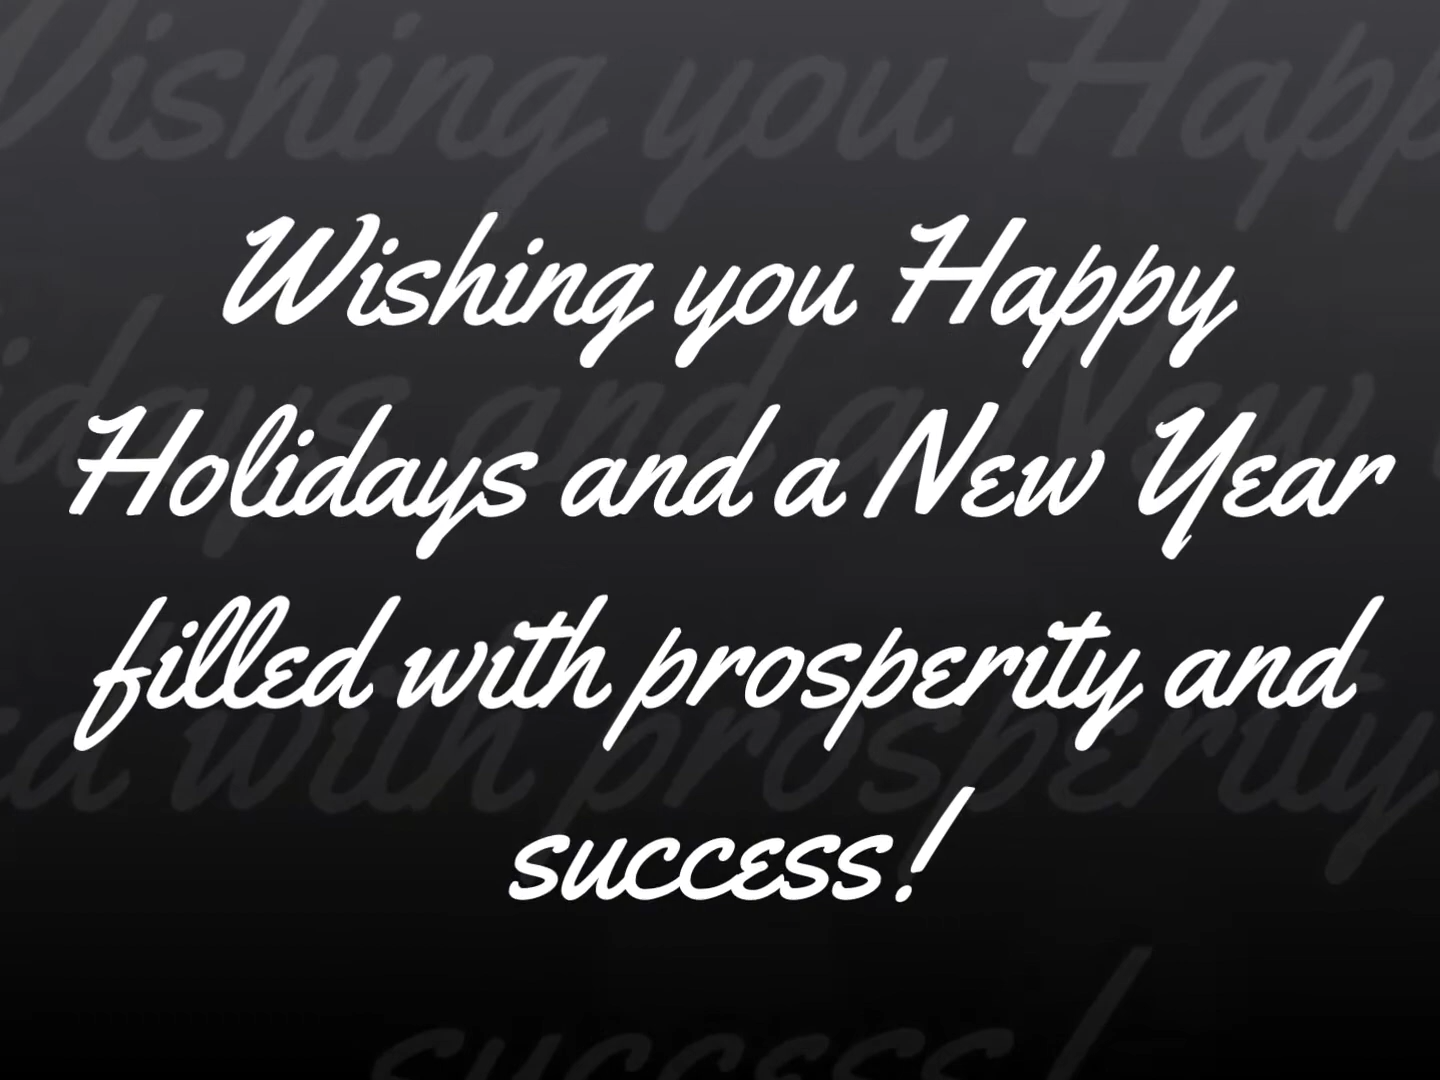 Wishing you Happy
Holidays and a New Year
filled with prosperity and
success!